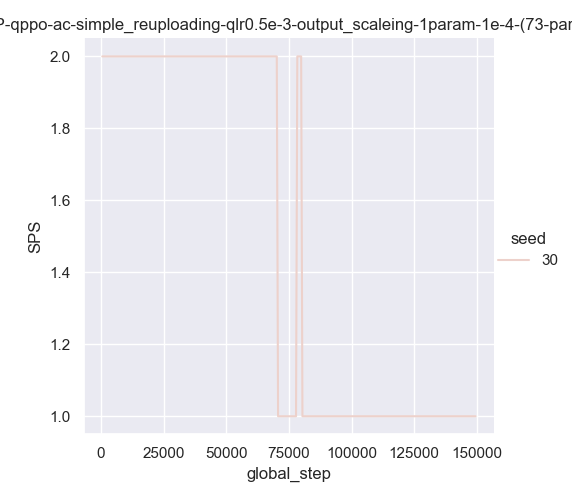 P-qppo-ac-simple_reuploading-qlr0.5e-3-output_scaleing-1param-1e-4-(73-par
2.0
1.8
1.6
1.4
1.2
1.0
SPS
seed
30
0 25000 50000 75000 100000 125000 150000
global_step